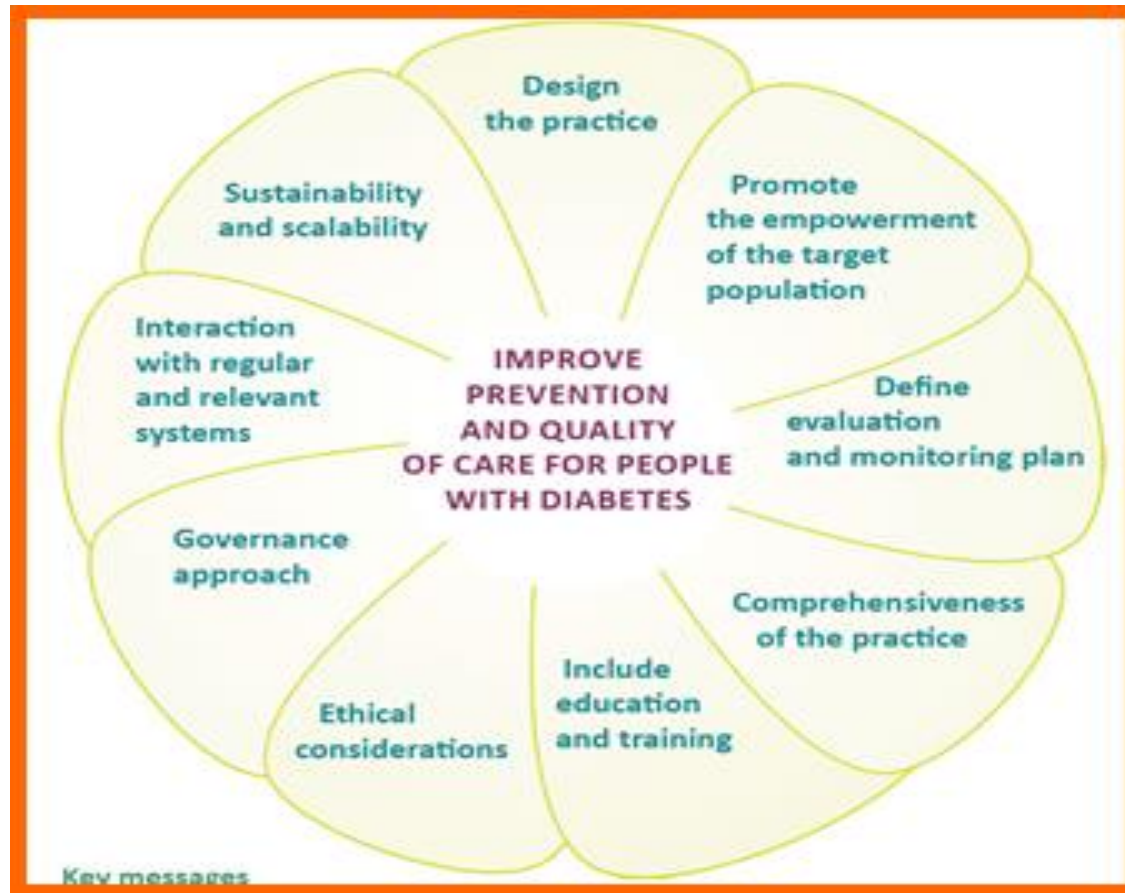 Design
the practice
Promote
the empowerment
of the target
population
Define
evaluation
and monitoring plan
Comprehensiveness
of the practice
Include
education
and training
Ethical
considerations
Governance
approach
Interaction
with regular
and relevant
systems
Sustainability
and scalability
IMPROVE
PREVENTION
AND QUALITY
OF CARE FOR PEOPLE
WITH DIABETES
Key messages